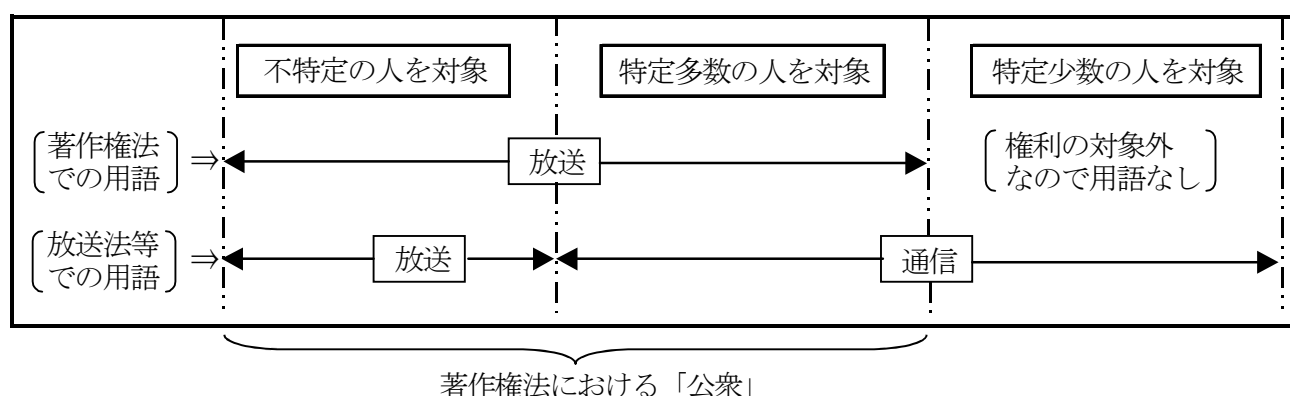 不特定の人を対象
特定多数の人を対象
特定少数の人を対象
著作権法
での用語
⇒
放送
権利の対象外
なので用語なし
放送法等
での用語
⇒
放送
通信
著作権法における「公衆」